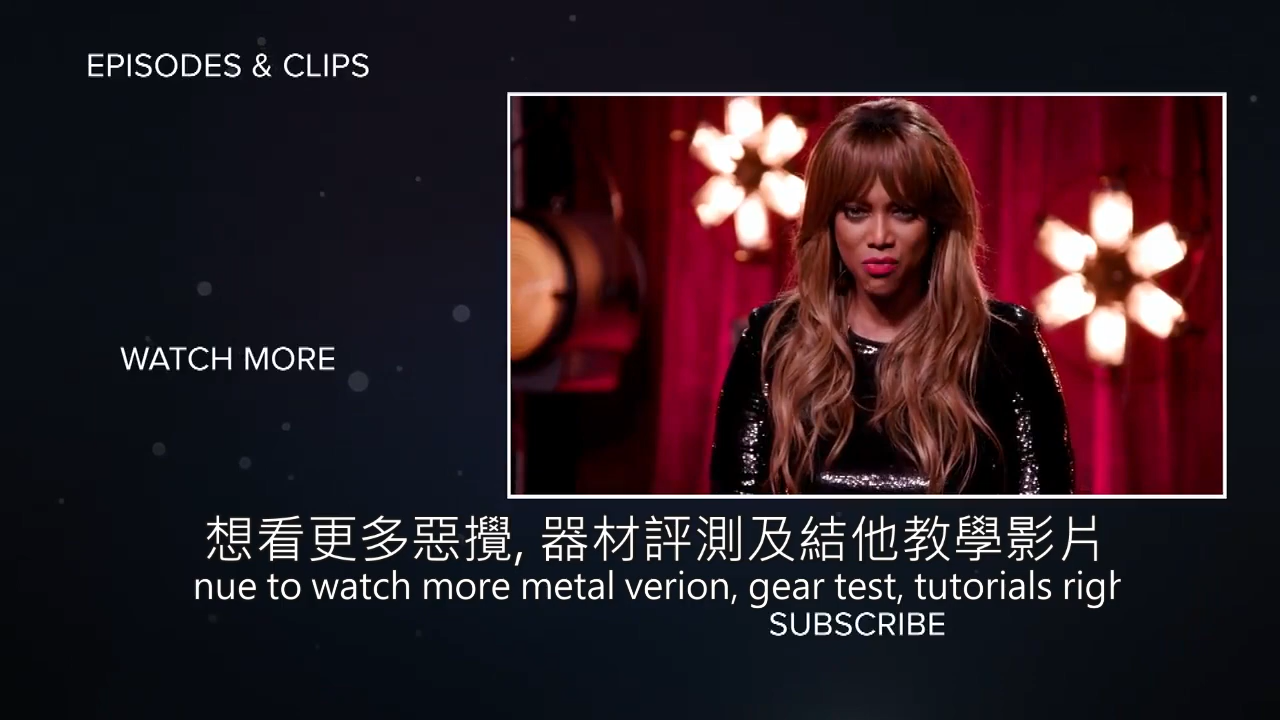 EPISODES & CLIPS
WATCH MORE
想看更多惡攪, 器材評測及結他教學影片
nue to watch more metal verion, gear test, tutorials righ
SUBSCRIBE